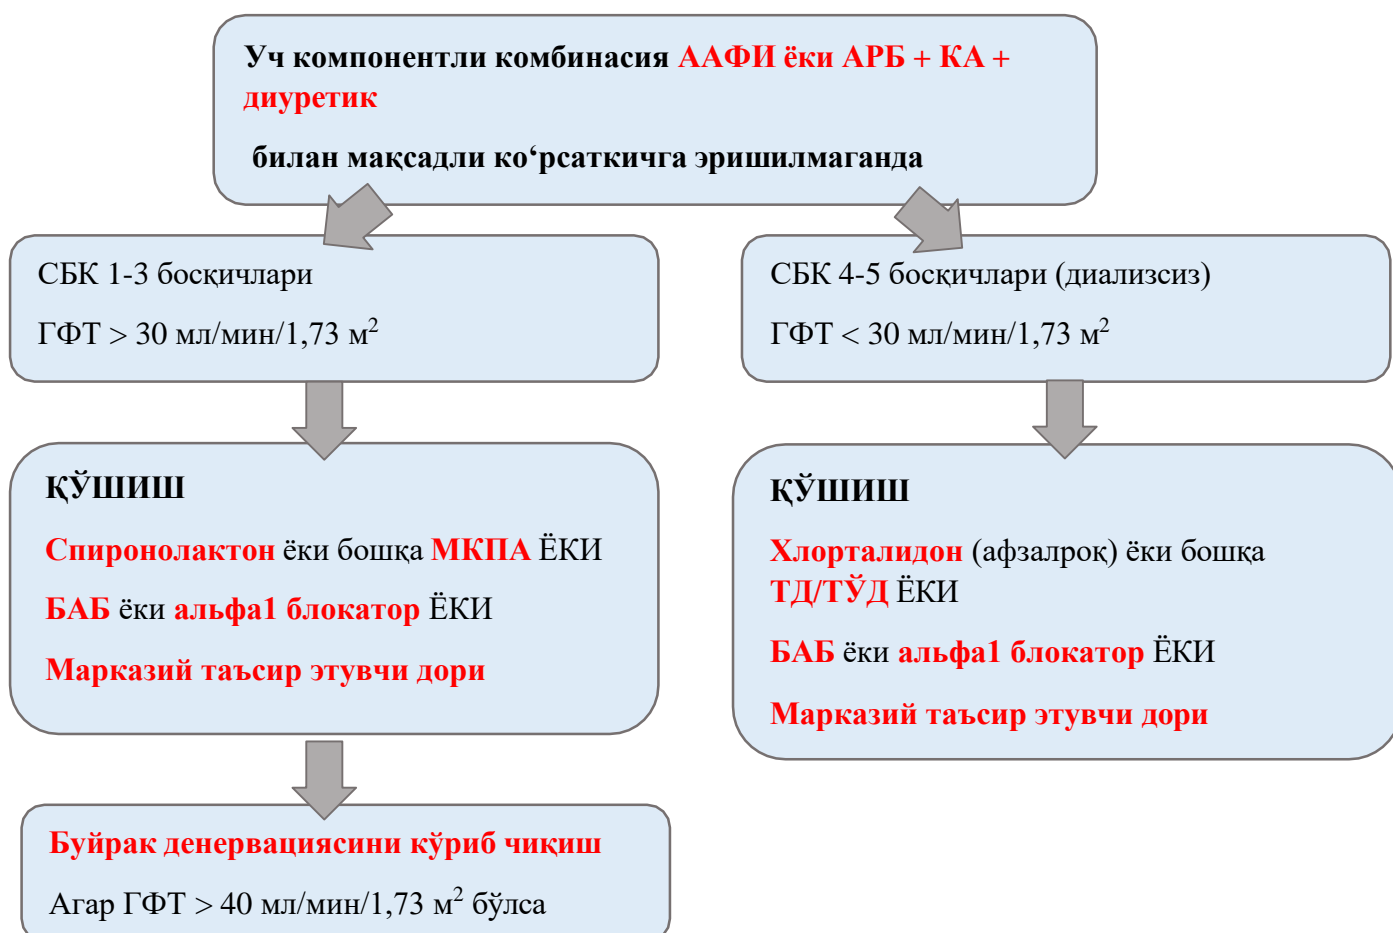 Уч компонентли комбинасия ААФИ ёки АРБ + КА +
диуретик
билан мақсадли ко‘рсаткичга эришилмаганда
СБК 1-3 босқичлари
ГФТ > 30 мл/мин/1,73 м²
СБК 4-5 босқичлари (диализсиз)
ГФТ < 30 мл/мин/1,73 м²
ҚЎШИШ
Спиронолактон ёки бошқа МКПА ЁКИ
БАБ ёки альфа1 блокатор ЁКИ
Марказий таъсир этувчи дори
ҚЎШИШ
Хлорталидон (афзалроқ) ёки бошқа
ТД/ТЎД ЁКИ
БАБ ёки альфа1 блокатор ЁКИ
Марказий таъсир этувчи дори
Буйрак денервациясини кўриб чиқиш
Агар ГФТ > 40 мл/мин/1,73 м² бўлса